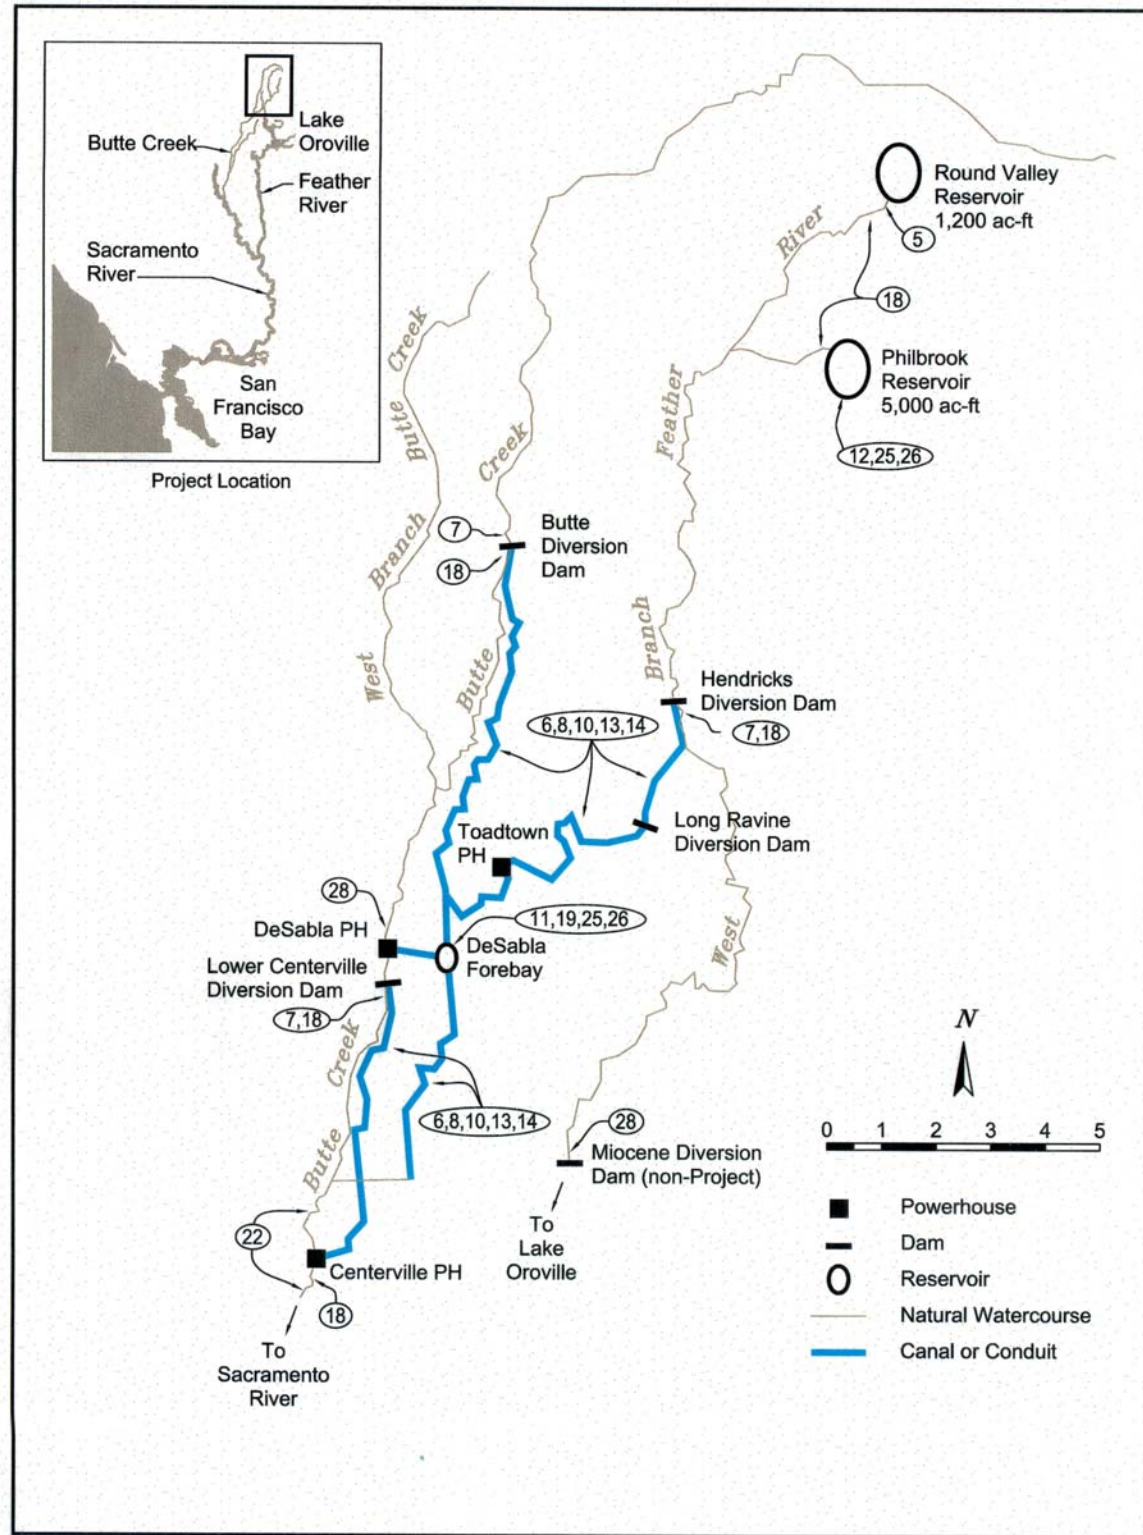 Butte Creek
Lake
Oroville
Feather
River
Sacramento
River
San
Francisco
Bay
Project Location
Round Valley
Reservoir
1,200 ac-ft
5
River
18
Philbrook
Reservoir
5,000 ac-ft
12,25,26
Feather
Branch
West
Creek
Butte
Branch
West
Creek
Butte
7
18
Butte
Diversion
Dam
Hendricks
Diversion Dam
7,18
6,8,10,13,14
Long Ravine
Diversion Dam
Toadtown
PH
28
DeSabla PH
11,19,25,26
DeSabla
Forebay
Lower Centerville
Diversion Dam
7,18
Creek
Butte
6,8,10,13,14
28
Miocene Diversion
Dam (non-Project)
To
Lake
Oroville
22
Centerville PH
18
To
Sacramento
River
N
0 1 2 3 4 5
Powerhouse
Dam
Reservoir
Natural Watercourse
Canal or Conduit